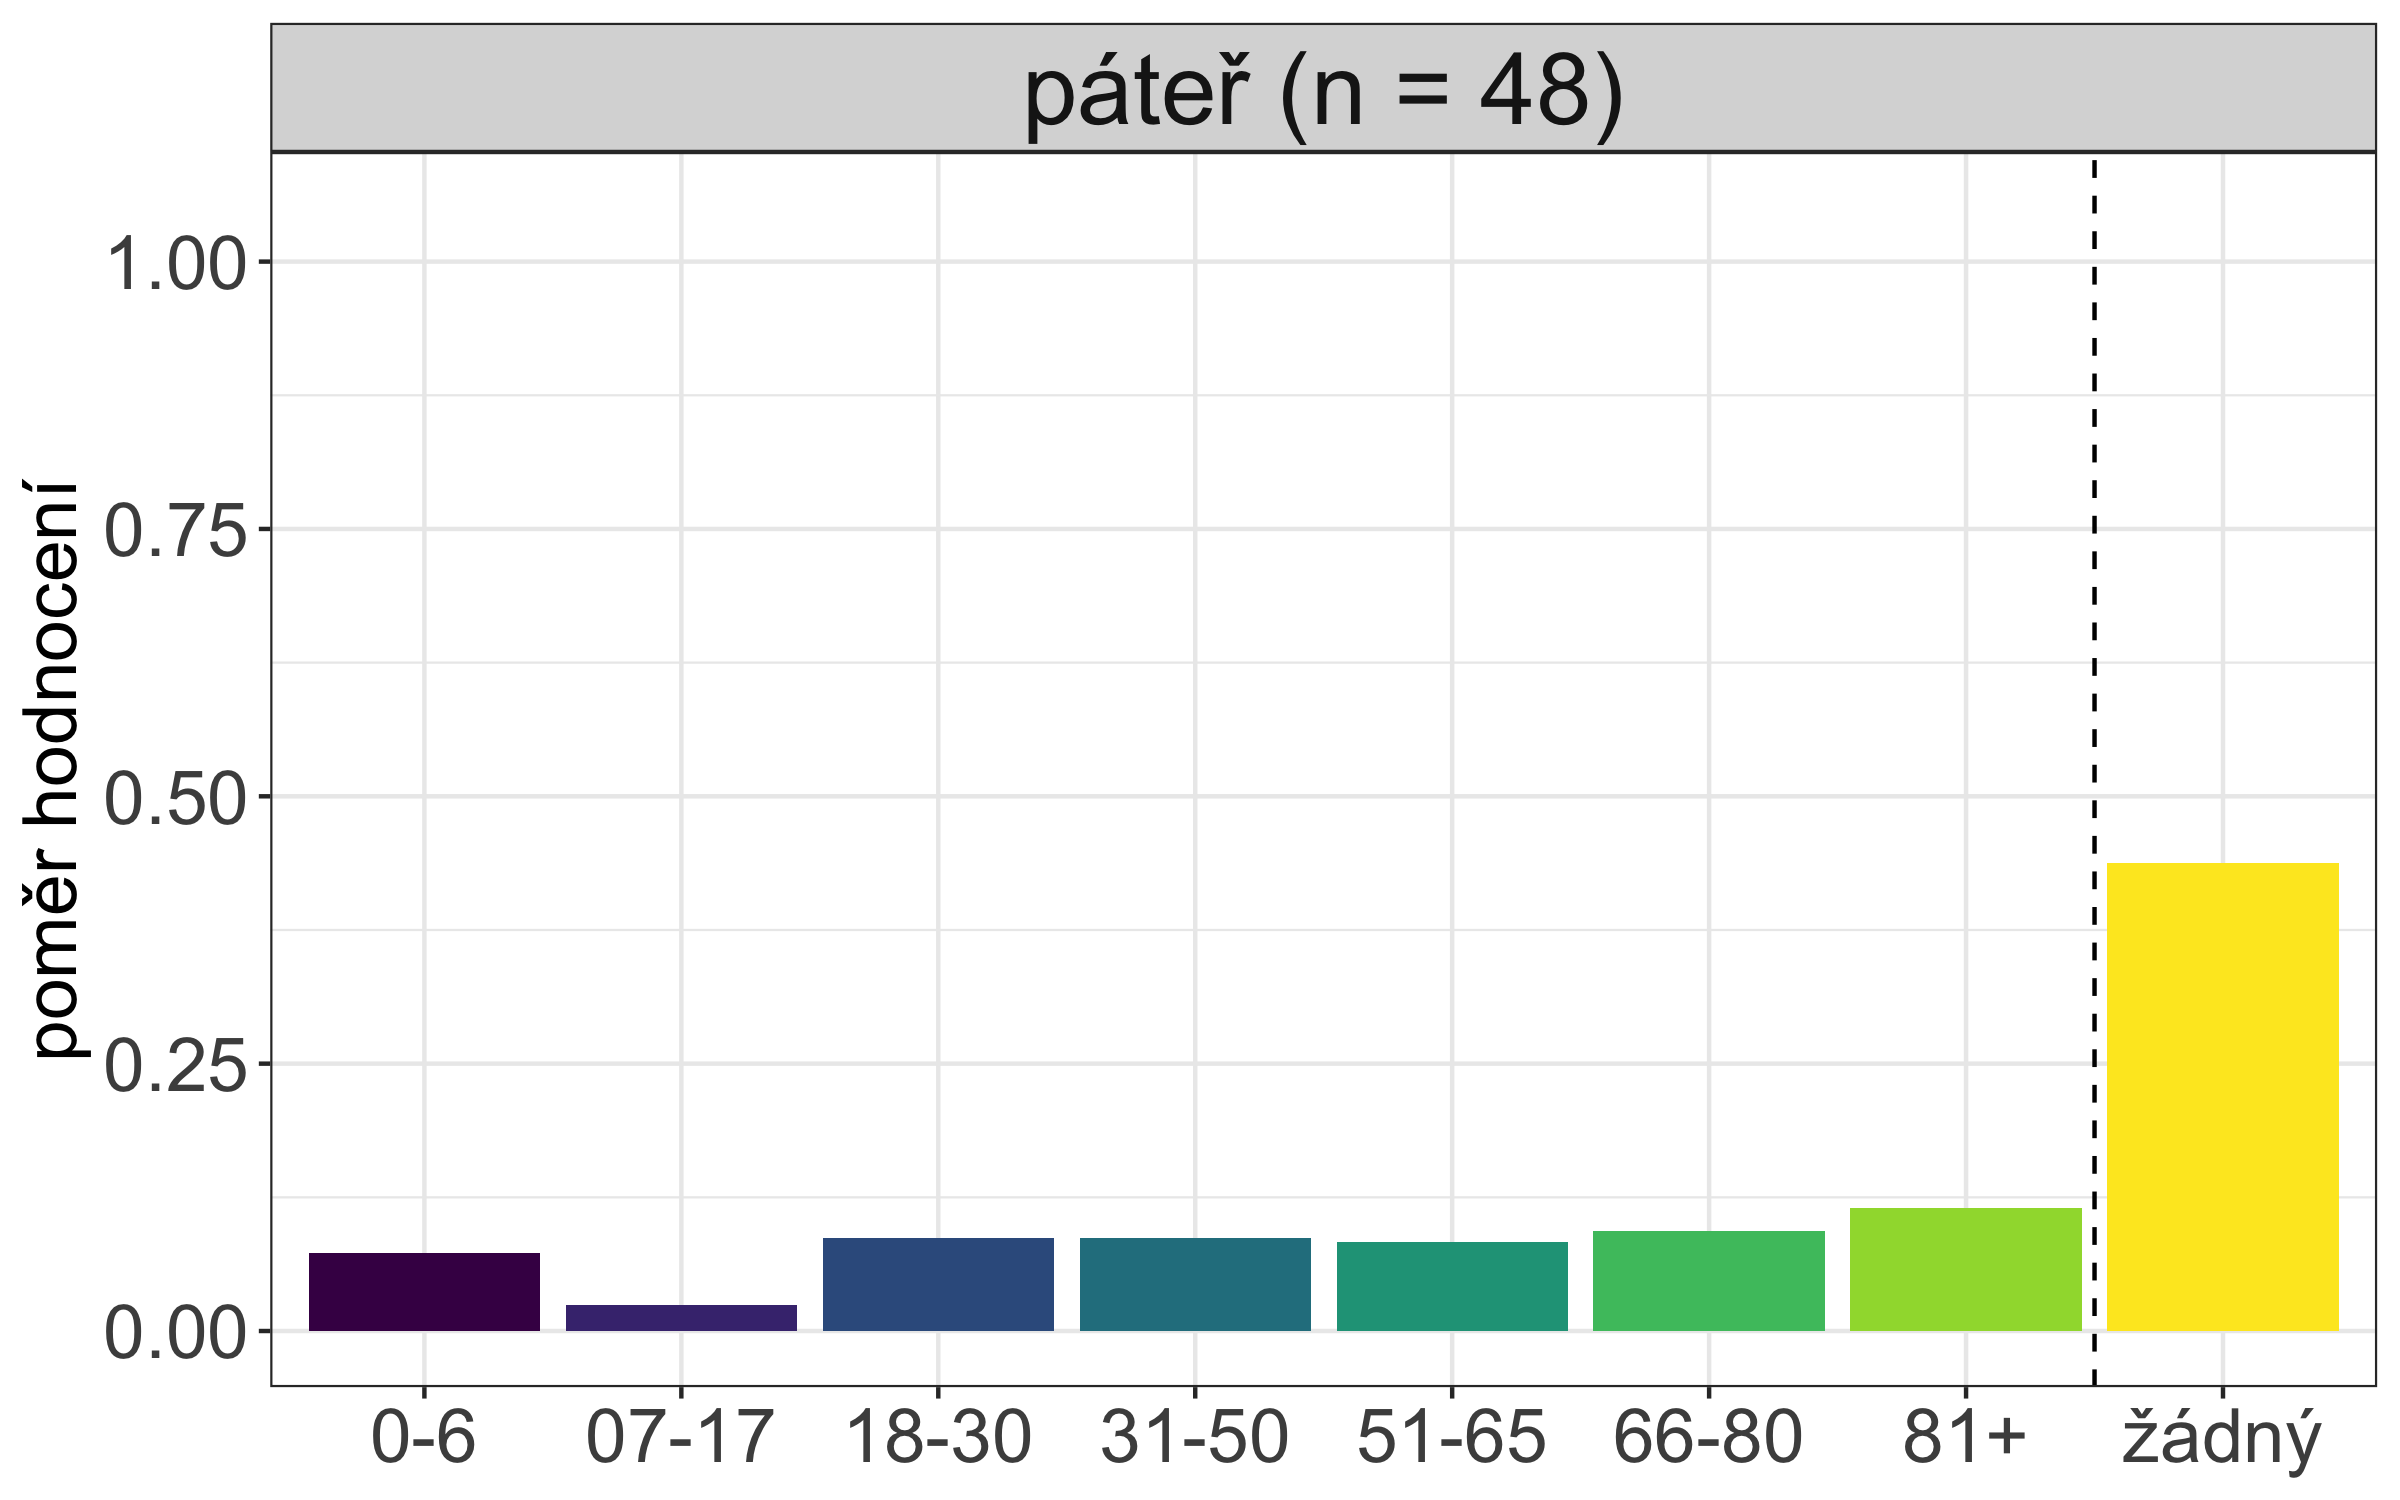 páteř (n = 48)
poměr hodnocení
1.00
0.75
0.50
0.25
0.00
0-6 07-17 18-30 31-50 51-65 66-80 81+ žádný